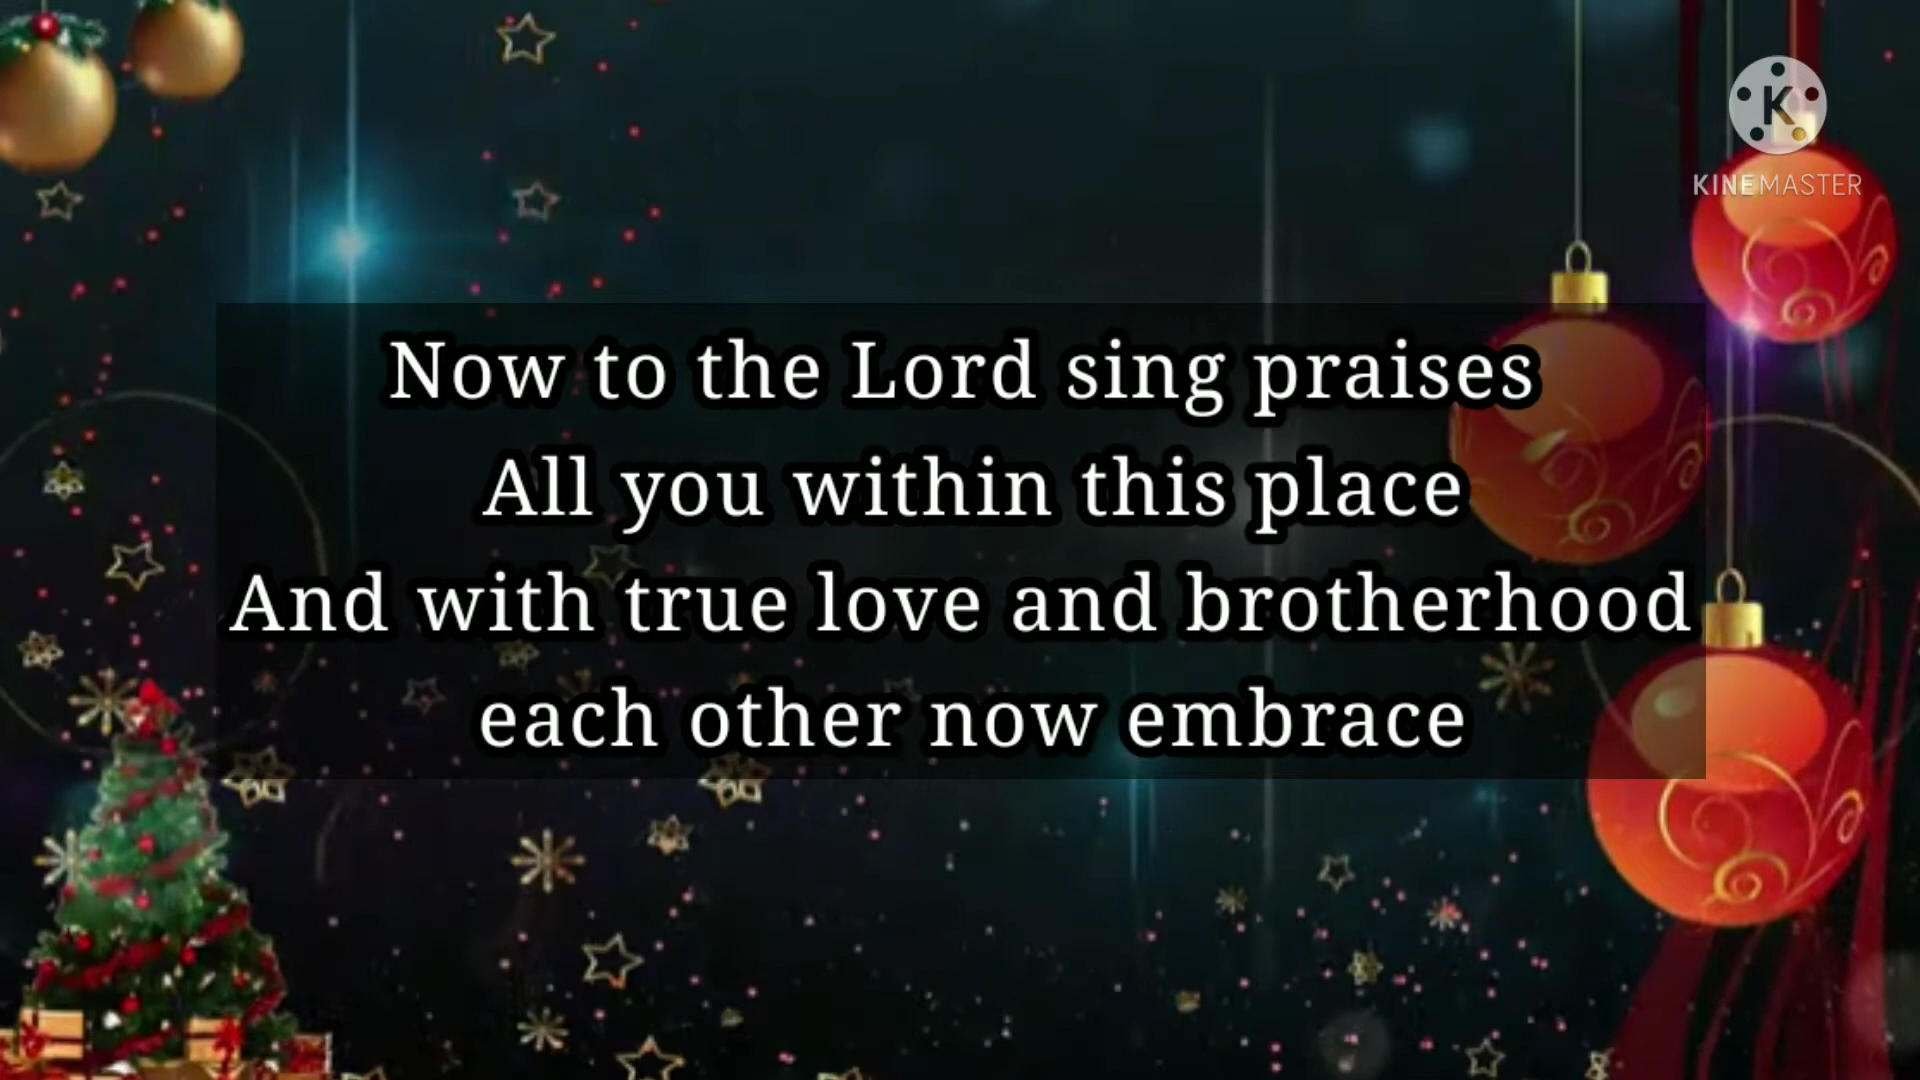 K
KINEMASTER
Now to the Lord sing praises
All you within this place
And with true love and brotherhood
each other now embrace